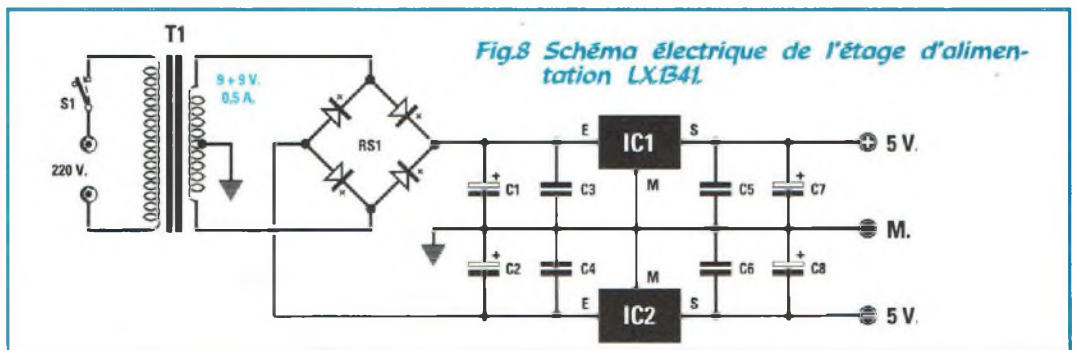 T1
Fig.8 Schéma électrique de l'étage d'alimen-
tation LX.1341.
9 + 9 V.
0,5 A.
S1
220 V.
RS1
E
IC1
S
5 V.
M
C1
C3
C5
C7
M.
C2
C4
C6
C8
M
E
IC2
S
5 V.